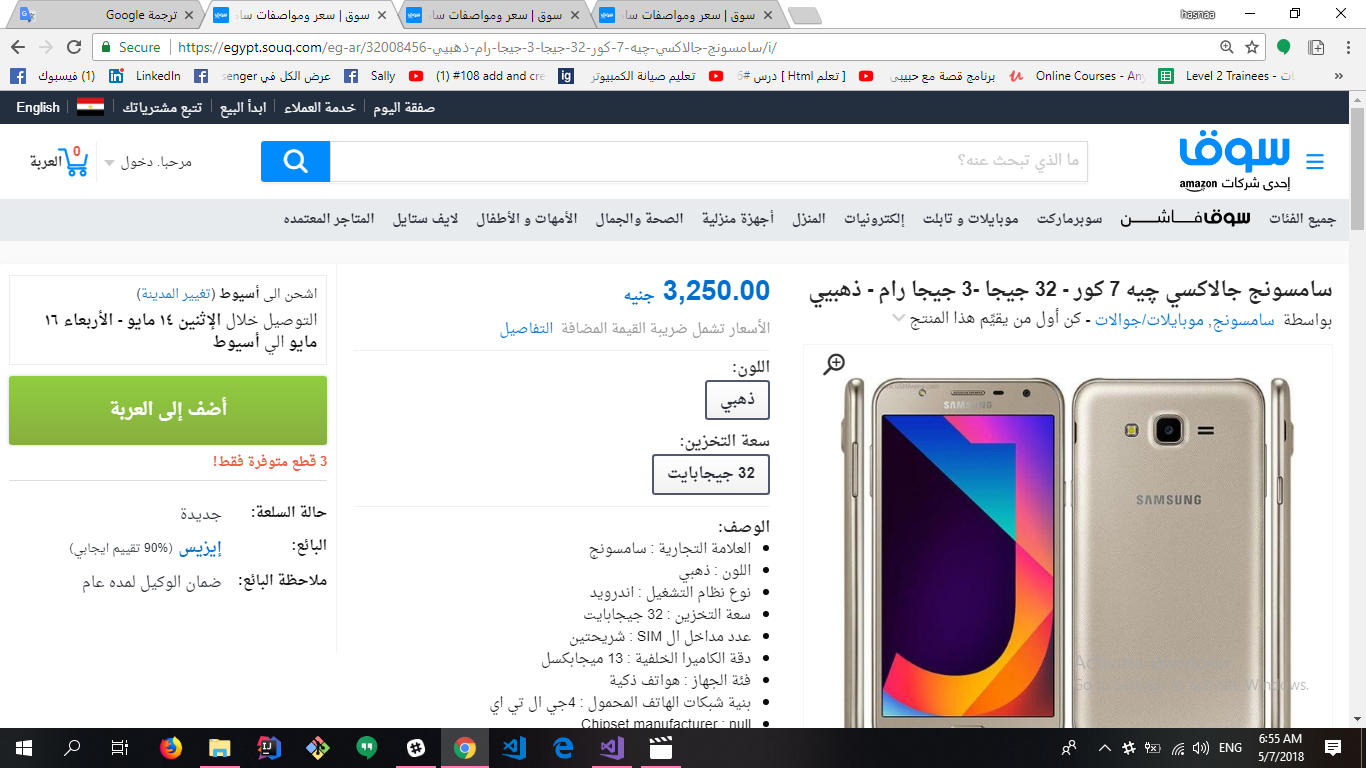 ترجمة Google
سوق | سعر ومواصفات سا
سوق | سعر ومواصفات سا
سوق | سعر ومواصفات سا
hasnaa
Secure
https://egypt.souq.com/eg-ar/سامسونج-جالاكسي-چيه-7-كور-32-جيجا-3-جيجا-رام-ذهبيي-32008456/i/
(1) فيسبوك
LinkedIn
عرض الكل في senger
Sally
(1) #108 add and cre
تعليم صيانة الكمبيوتر
[ تعلم Html ] درس #6
برنامج قصة مع حبيبى
Online Courses - Any
Level 2 Trainees -
»
صفقة اليوم
خدمة العملاء
ابدأ البيع
تتبع مشترياتك
English
سوق
إحدى شركات amazon
ما الذي تبحث عنه؟
مرحبا. دخول
0
العربة
جميع الفئات
سوق فاشن
سوبرماركت
موبايلات و تابلت
إلكترونيات
المنزل
أجهزة منزلية
الصحة والجمال
الأمهات و الأطفال
لايف ستايل
المتاجر المعتمده
سامسونج جالاكسي چيه 7 كور - 32 جيجا -3 جيجا رام - ذهبيي
بواسطة سامسونج, موبايلات/جوالات - كن أول من يقيِّم هذا المنتج
SAMSUNG
SAMSUNG
3,250.00 جنيه
الأسعار تشمل ضريبة القيمة المضافة التفاصيل
اللون:
ذهبي
سعة التخزين:
32 جيجابايت
الوصف:
العلامة التجارية : سامسونج
اللون : ذهبي
نوع نظام التشغيل : اندرويد
سعة التخزين : 32 جيجابايت
عدد مداخل ال SIM : شريحتين
دقة الكاميرا الخلفية : 13 ميجابكسل
فئة الجهاز : هواتف ذكية
بنية شبكات الهاتف المحمول : 4جي ال تي اي
Chipset manufacturer : null
اشحن الى أسيوط (تغيير المدينة)
التوصيل خلال الإثنين ١٤ مايو - الأربعاء ١٦
مايو الي أسيوط
أضف إلى العربة
3 قطع متوفرة فقط!
حالة السلعة: جديدة
البائع: إيزيس (90% تقييم ايجابي)
ملاحظة البائع: ضمان الوكيل لمده عام
ENG
6:55 AM
5/7/2018